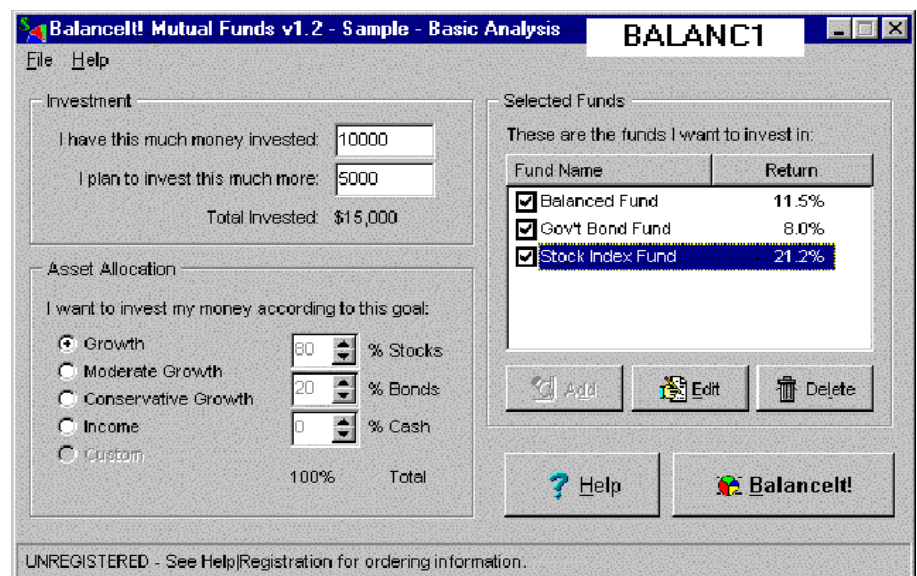 BalanceIt! Mutual Funds v1.2 - Sample - Basic Analysis
BALANC1
File Help
Investment
I have this much money invested: 10000
I plan to invest this much more: 5000
Total Invested: $15,000
Asset Allocation
I want to invest my money according to this goal:
Growth
Moderate Growth
Conservative Growth
Income
Custom
80 % Stocks
20 % Bonds
0 % Cash
100% Total
Selected Funds
These are the funds I want to invest in:
Fund Name Return
Balanced Fund 11.5%
Gov't Bond Fund 8.0%
Stock Index Fund 21.2%
Add Edit Delete
? Help BalanceIt!
UNREGISTERED - See Help|Registration for ordering information.